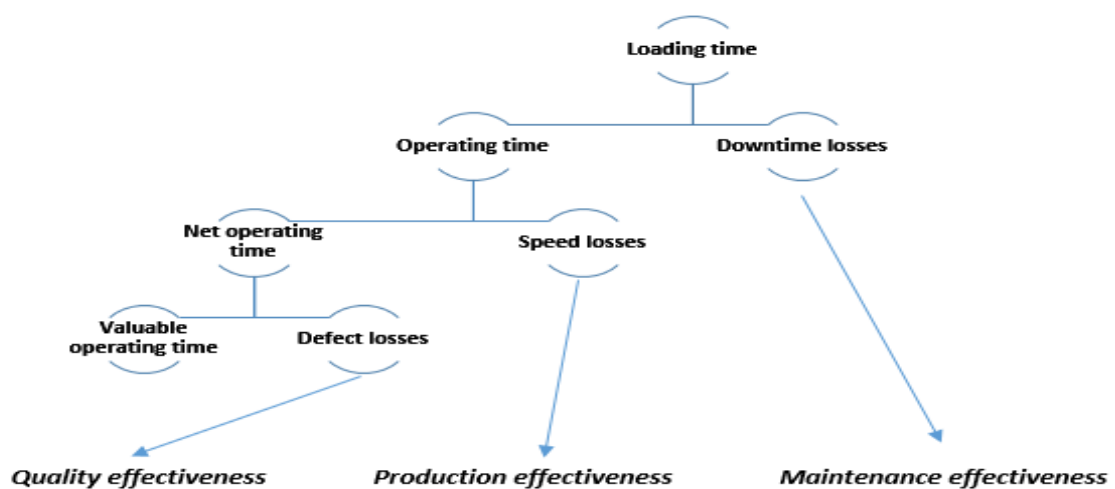 Loading time
Operating time
Downtime losses
Net operating
time
Speed losses
Valuable
operating time
Defect losses
Quality effectiveness
Production effectiveness
Maintenance effectiveness